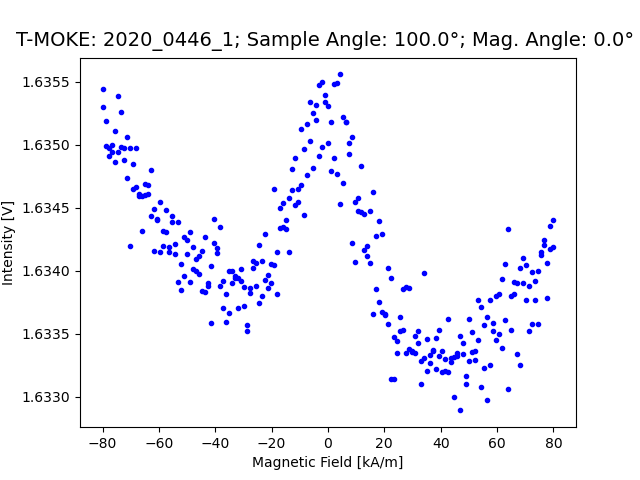 T-MOKE: 2020_0446_1; Sample Angle: 100.0°; Mag. Angle: 0.0°
1.6355
1.6350
1.6345
1.6340
1.6335
1.6330
Intensity [V]
−80 −60 −40 −20 0 20 40 60 80
Magnetic Field [kA/m]